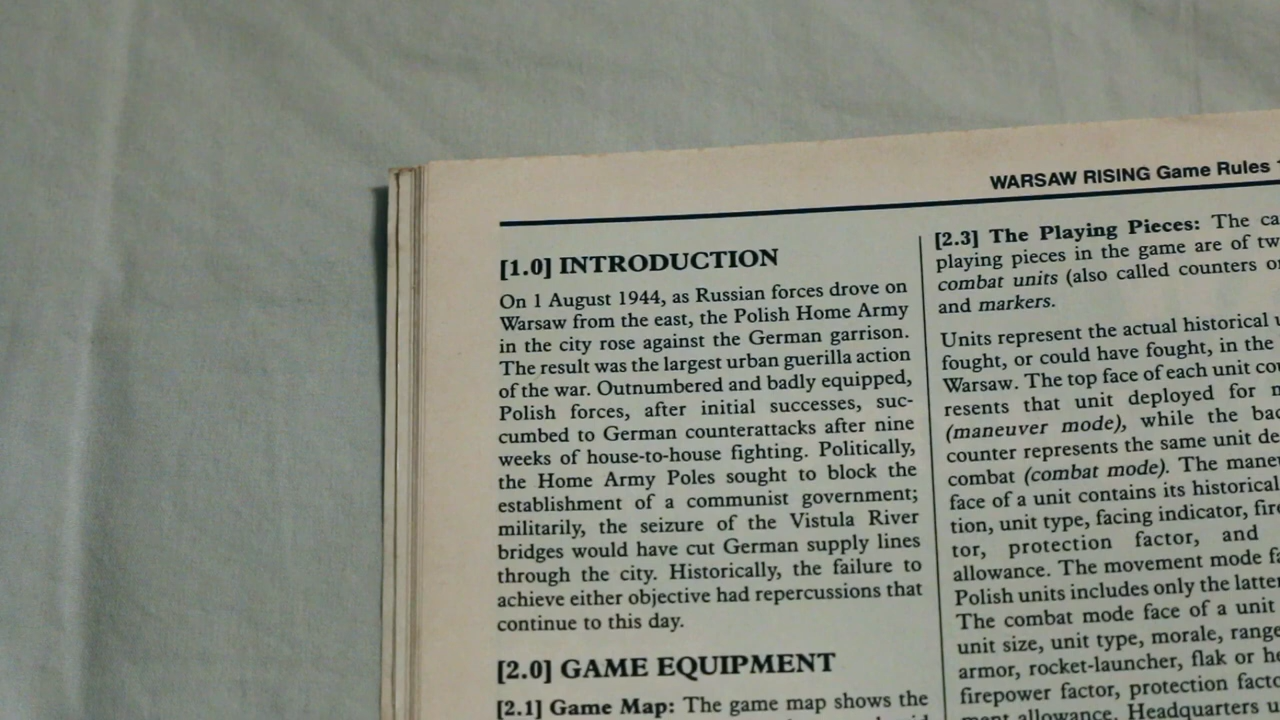 WARSAW RISING Game Rules
[1.0] INTRODUCTION
On 1 August 1944, as Russian forces drove on
Warsaw from the east, the Polish Home Army
in the city rose against the German garrison.
The result was the largest urban guerilla action
of the war. Outnumbered and badly equipped,
Polish forces, after initial successes, suc-
cumbed to German counterattacks after nine
weeks of house-to-house fighting. Politically,
the Home Army Poles sought to block the
establishment of a communist government;
militarily, the seizure of the Vistula River
bridges would have cut German supply lines
through the city. Historically, the failure to
achieve either objective had repercussions that
continue to this day.
[2.0] GAME EQUIPMENT
[2.1] Game Map: The game map shows the
[2.3] The Playing Pieces: The
playing pieces in the game are of
combat units (also called counters
and markers.
Units represent the actual historical
fought, or could have fought, in the
Warsaw. The top face of each unit
resents that unit deployed for
(maneuver mode), while the
counter represents the same unit
combat (combat mode). The
face of a unit contains its historical
tion, unit type, facing indicator,
tor, protection factor, and
allowance. The movement mode
Polish units includes only the latter
The combat mode face of a unit
unit size, unit type, morale,
armor, rocket-launcher, flak or
firepower factor, protection
ment allowance. Headquarters